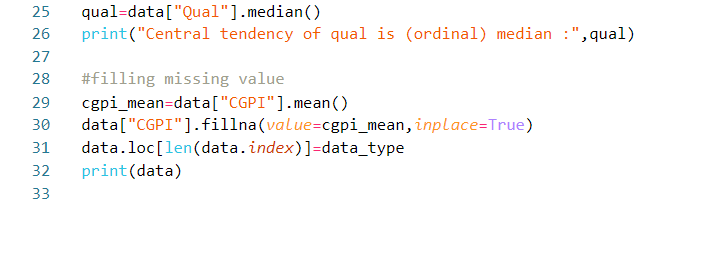 25 qual=data["Qual"].median()
26 print("Central tendency of qual is (ordinal) median :",qual)
27
28 #filling missing value
29 cgpi_mean=data["CGPI"].mean()
30 data["CGPI"].fillna(value=cgpi_mean,inplace=True)
31 data.loc[len(data.index)]=data_type
32 print(data)
33